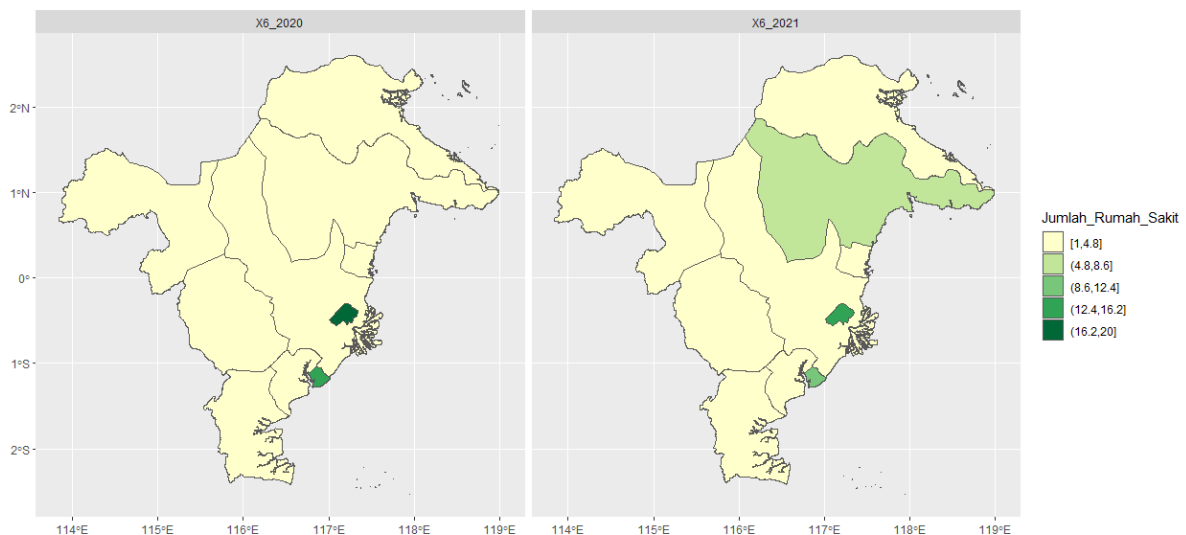 X6_2020
X6_2021
2°N
1°N
0°
1°S
2°S
114°E 115°E 116°E 117°E 118°E 119°E
114°E 115°E 116°E 117°E 118°E 119°E
Jumlah_Rumah_Sakit
[1,4.8]
(4.8,8.6]
(8.6,12.4]
(12.4,16.2]
(16.2,20]